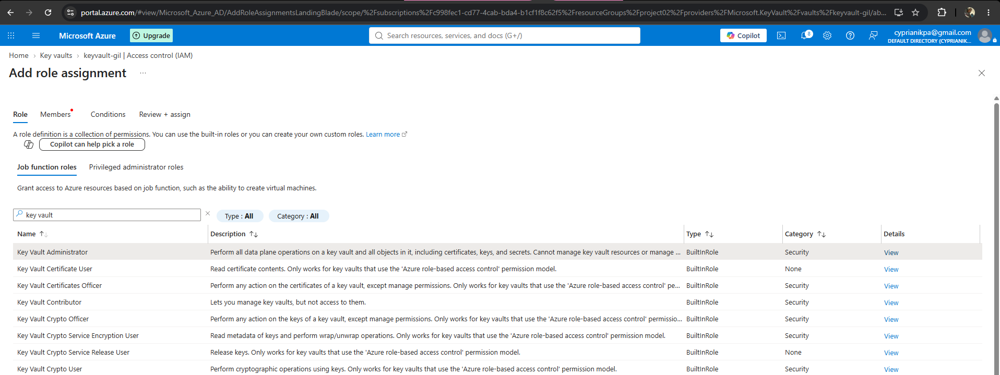 portal.azure.com/#view/Microsoft_Azure_AD/AddRoleAssignmentsLandingBlade/scope/%2Fsubscriptions%2Fc998fec1-cd77-4cab-bda4-b1cf1f8c62f5%2FresourceGroups%2Fproject02%2Fproviders%2FMicrosoft.KeyVault%2Fvaults%2Fkeyvault-gil/ab...
Microsoft Azure Upgrade Search resources, services, and docs (G+/) Copilot 8 cyprianikpa@gmail.com
DEFAULT DIRECTORY (CYPRIANIK...
Home > Key vaults > keyvault-gil | Access control (IAM)
Add role assignment ...
Role Members Conditions Review + assign
A role definition is a collection of permissions. You can use the built-in roles or you can create your own custom roles. Learn more
Copilot can help pick a role
Job function roles Privileged administrator roles
Grant access to Azure resources based on job function, such as the ability to create virtual machines.
key vault Type : All Category : All
Name Description Type Category Details
Key Vault Administrator Perform all data plane operations on a key vault and all objects in it, including certificates, keys, and secrets. Cannot manage key vault resources or manage ... BuiltInRole Security View
Key Vault Certificate User Read certificate contents. Only works for key vaults that use the 'Azure role-based access control' permission model. BuiltInRole None View
Key Vault Certificates Officer Perform any action on the certificates of a key vault, except manage permissions. Only works for key vaults that use the 'Azure role-based access control' pe... BuiltInRole Security View
Key Vault Contributor Lets you manage key vaults, but not access to them. BuiltInRole Security View
Key Vault Crypto Officer Perform any action on the keys of a key vault, except manage permissions. Only works for key vaults that use the 'Azure role-based access control' permissio... BuiltInRole Security View
Key Vault Crypto Service Encryption User Read metadata of keys and perform wrap/unwrap operations. Only works for key vaults that use the 'Azure role-based access control' permission model. BuiltInRole Security View
Key Vault Crypto Service Release User Release keys. Only works for key vaults that use the 'Azure role-based access control' permission model. BuiltInRole None View
Key Vault Crypto User Perform cryptographic operations using keys. Only works for key vaults that use the 'Azure role-based access control' permission model. BuiltInRole Security View